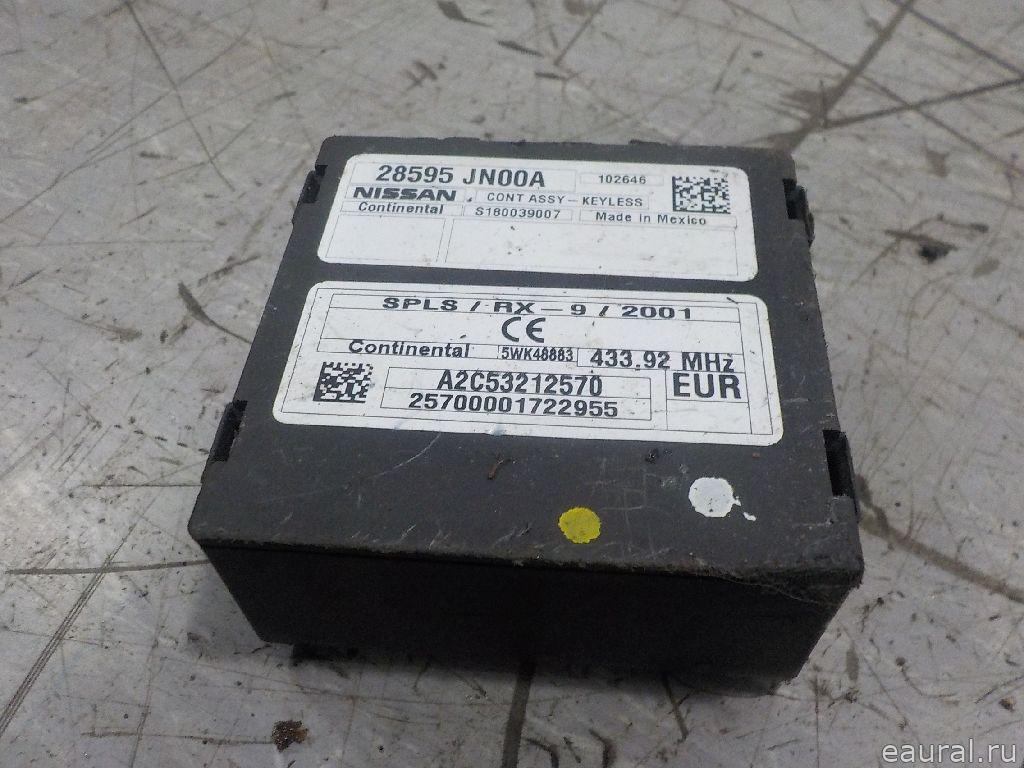 28595 JN00A 102646
NISSAN CONT ASSY - KEYLESS
Continental S180039007 Made in Mexico
SPLS / RX - 9 / 2001
CE
Continental 5WK48883 433.92 MHz
A2C53212570 EUR
25700001722955
eaural.ru